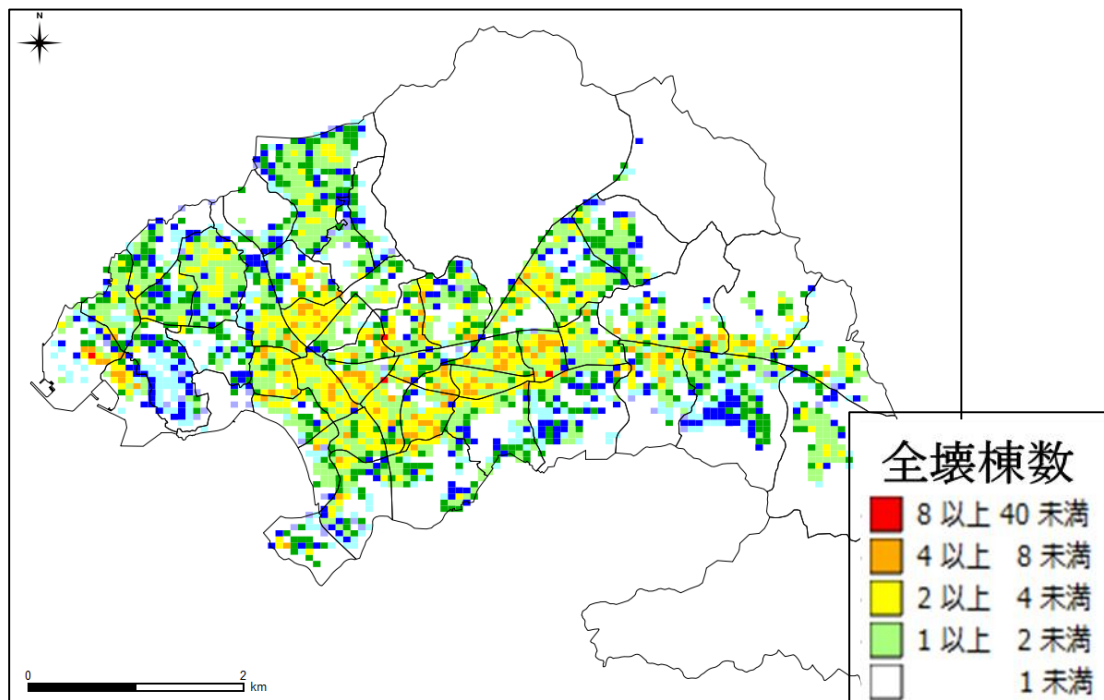 N
全壊棟数
8 以上 40 未満
4 以上 8 未満
2 以上 4 未満
1 以上 2 未満
1 未満
0 2 km